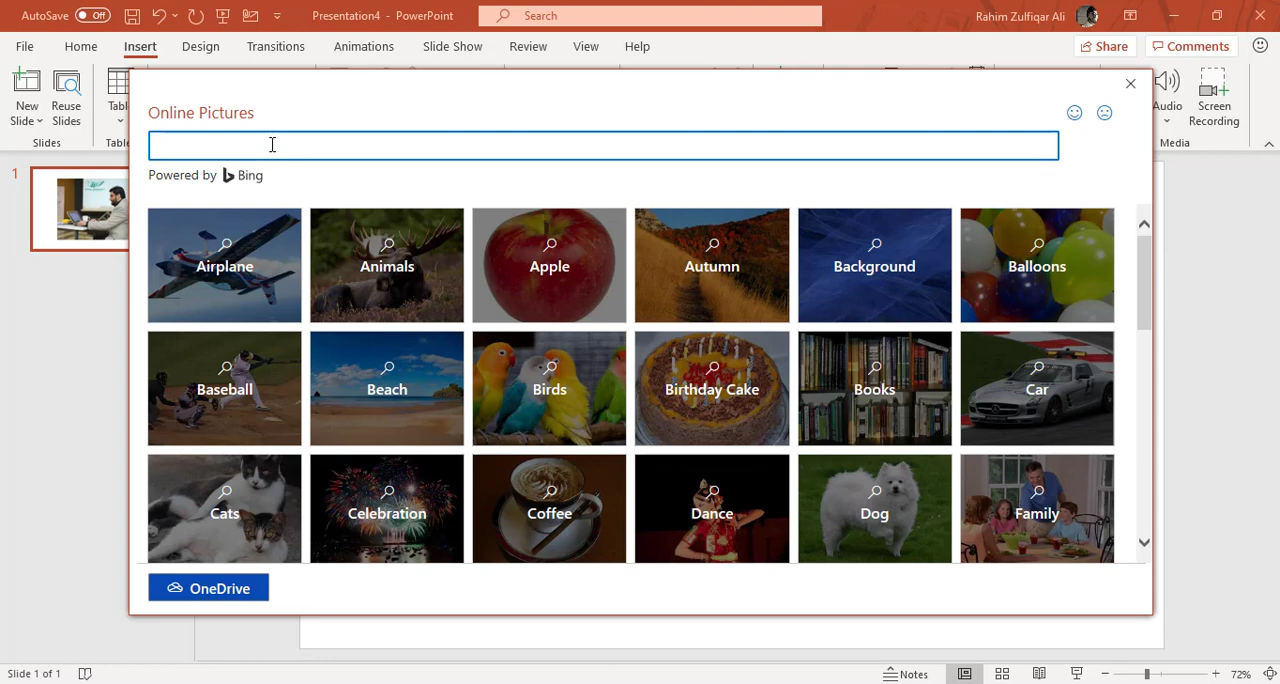 AutoSave Off Presentation4 - PowerPoint Search Rahim Zulfiqar Ali
File Home Insert Design Transitions Animations Slide Show Review View Help Share Comments
New Slide
Reuse Slides
Tabl
Audio
Screen Recording
Slides
Table
Media
Online Pictures
Powered by Bing
1
Airplane Animals Apple Autumn Background Balloons
Baseball Beach Birds Birthday Cake Books Car
Cats Celebration Coffee Dance Dog Family
OneDrive
Slide 1 of 1 Notes 72%